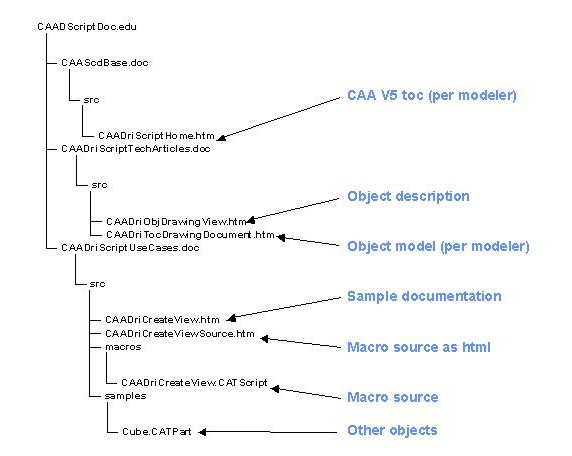 CAADScriptDoc.edu
CAAScdBase.doc
src
CAA V5 toc (per modeler)
CAADriScriptHome.htm
CAADriScriptTechArticles.doc
src
Object description
CAADriObjDrawingView.htm
CAADriTocDrawingDocument.htm
Object model (per modeler)
CAADriScriptUseCases.doc
src
Sample documentation
CAADriCreateView.htm
CAADriCreateViewSource.htm
macros
Macro source as html
CAADriCreateView.CATScript
samples
Macro source
Cube.CATPart
Other objects